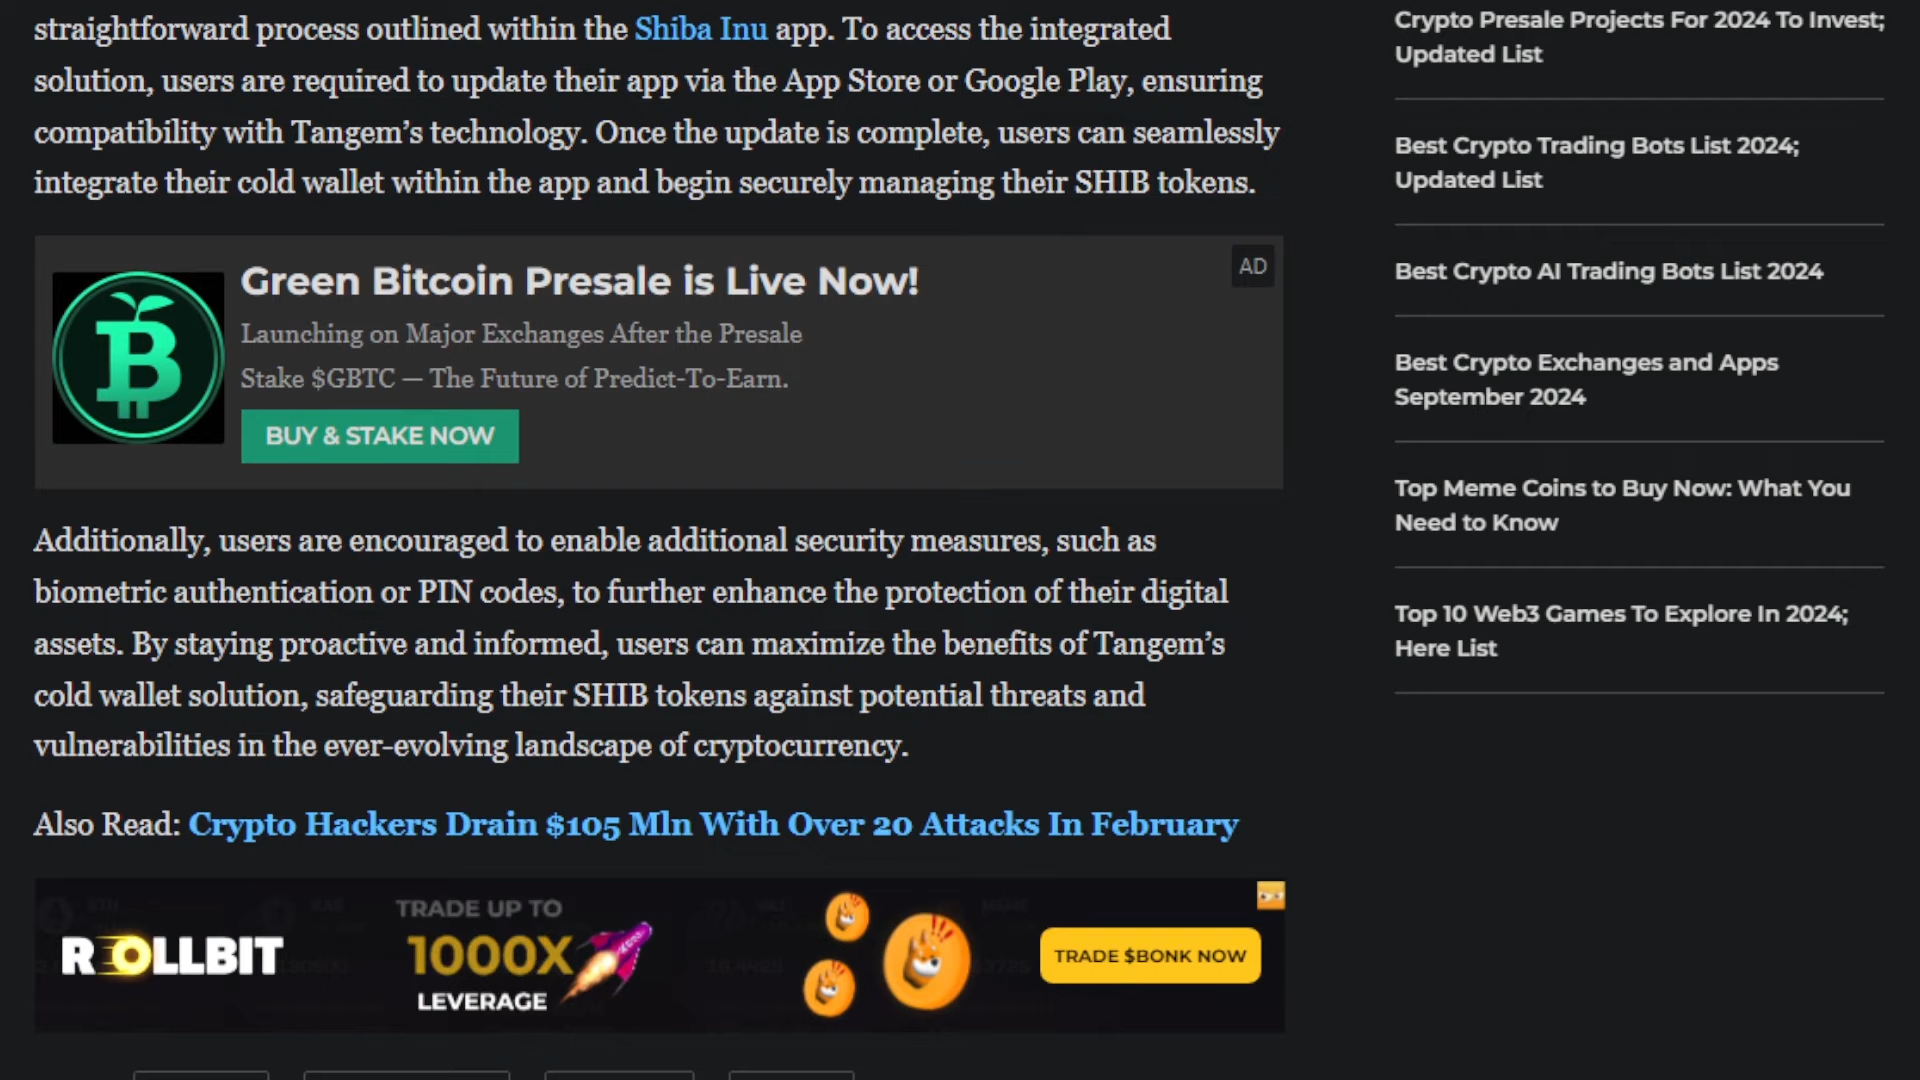 straightforward process outlined within the Shiba Inu app. To access the integrated
solution, users are required to update their app via the App Store or Google Play, ensuring
compatibility with Tangem’s technology. Once the update is complete, users can seamlessly
integrate their cold wallet within the app and begin securely managing their SHIB tokens.
Green Bitcoin Presale is Live Now!
AD
Launching on Major Exchanges After the Presale
Stake $GBTC — The Future of Predict-To-Earn.
BUY & STAKE NOW
Additionally, users are encouraged to enable additional security measures, such as
biometric authentication or PIN codes, to further enhance the protection of their digital
assets. By staying proactive and informed, users can maximize the benefits of Tangem’s
cold wallet solution, safeguarding their SHIB tokens against potential threats and
vulnerabilities in the ever-evolving landscape of cryptocurrency.
Also Read: Crypto Hackers Drain $105 Mln With Over 20 Attacks In February
ROLLBIT
TRADE UP TO
1000X
LEVERAGE
TRADE $BONK NOW
Crypto Presale Projects For 2024 To Invest;
Updated List
Best Crypto Trading Bots List 2024;
Updated List
Best Crypto AI Trading Bots List 2024
Best Crypto Exchanges and Apps
September 2024
Top Meme Coins to Buy Now: What You
Need to Know
Top 10 Web3 Games To Explore In 2024;
Here List